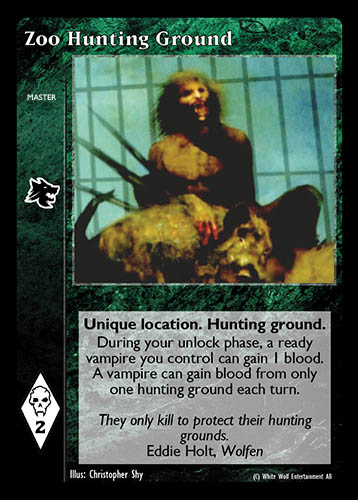 Zoo Hunting Ground
MASTER
Unique location. Hunting ground.
During your unlock phase, a ready
vampire you control can gain 1 blood.
A vampire can gain blood from only
one hunting ground each turn.
They only kill to protect their hunting
grounds.
Eddie Holt, Wolfen
2
Illus: Christopher Shy
(C) White Wolf Entertainment AB